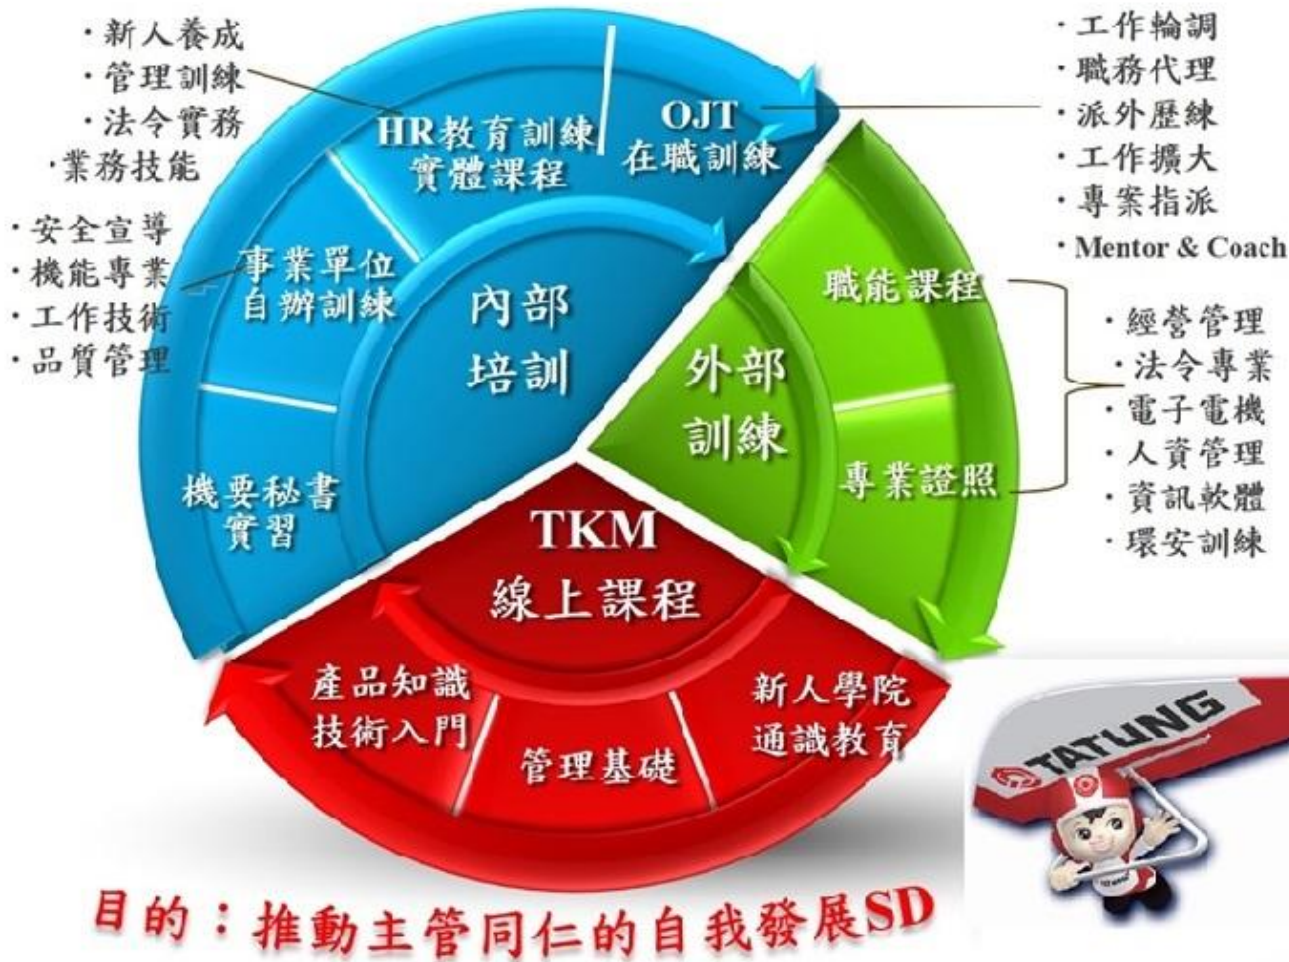 ·新人養成
·管理訓練
·法令實務
·業務技能
·安全宣導
·機能專業
·工作技術
·品質管理
HR教育訓練
實體課程
OJT
在職訓練
事業單位
自辦訓練
機要秘書
實習
內部
培訓
·工作輪調
·職務代理
·派外歷練
·工作擴大
·專案指派
·Mentor & Coach
職能課程
專業證照
外部
訓練
·經營管理
·法令專業
·電子電機
·人資管理
·資訊軟體
·環安訓練
TKM
線上課程
產品知識
技術入門
管理基礎
新人學院
通識教育
TATUNG
目的：推動主管同仁的自我發展SD